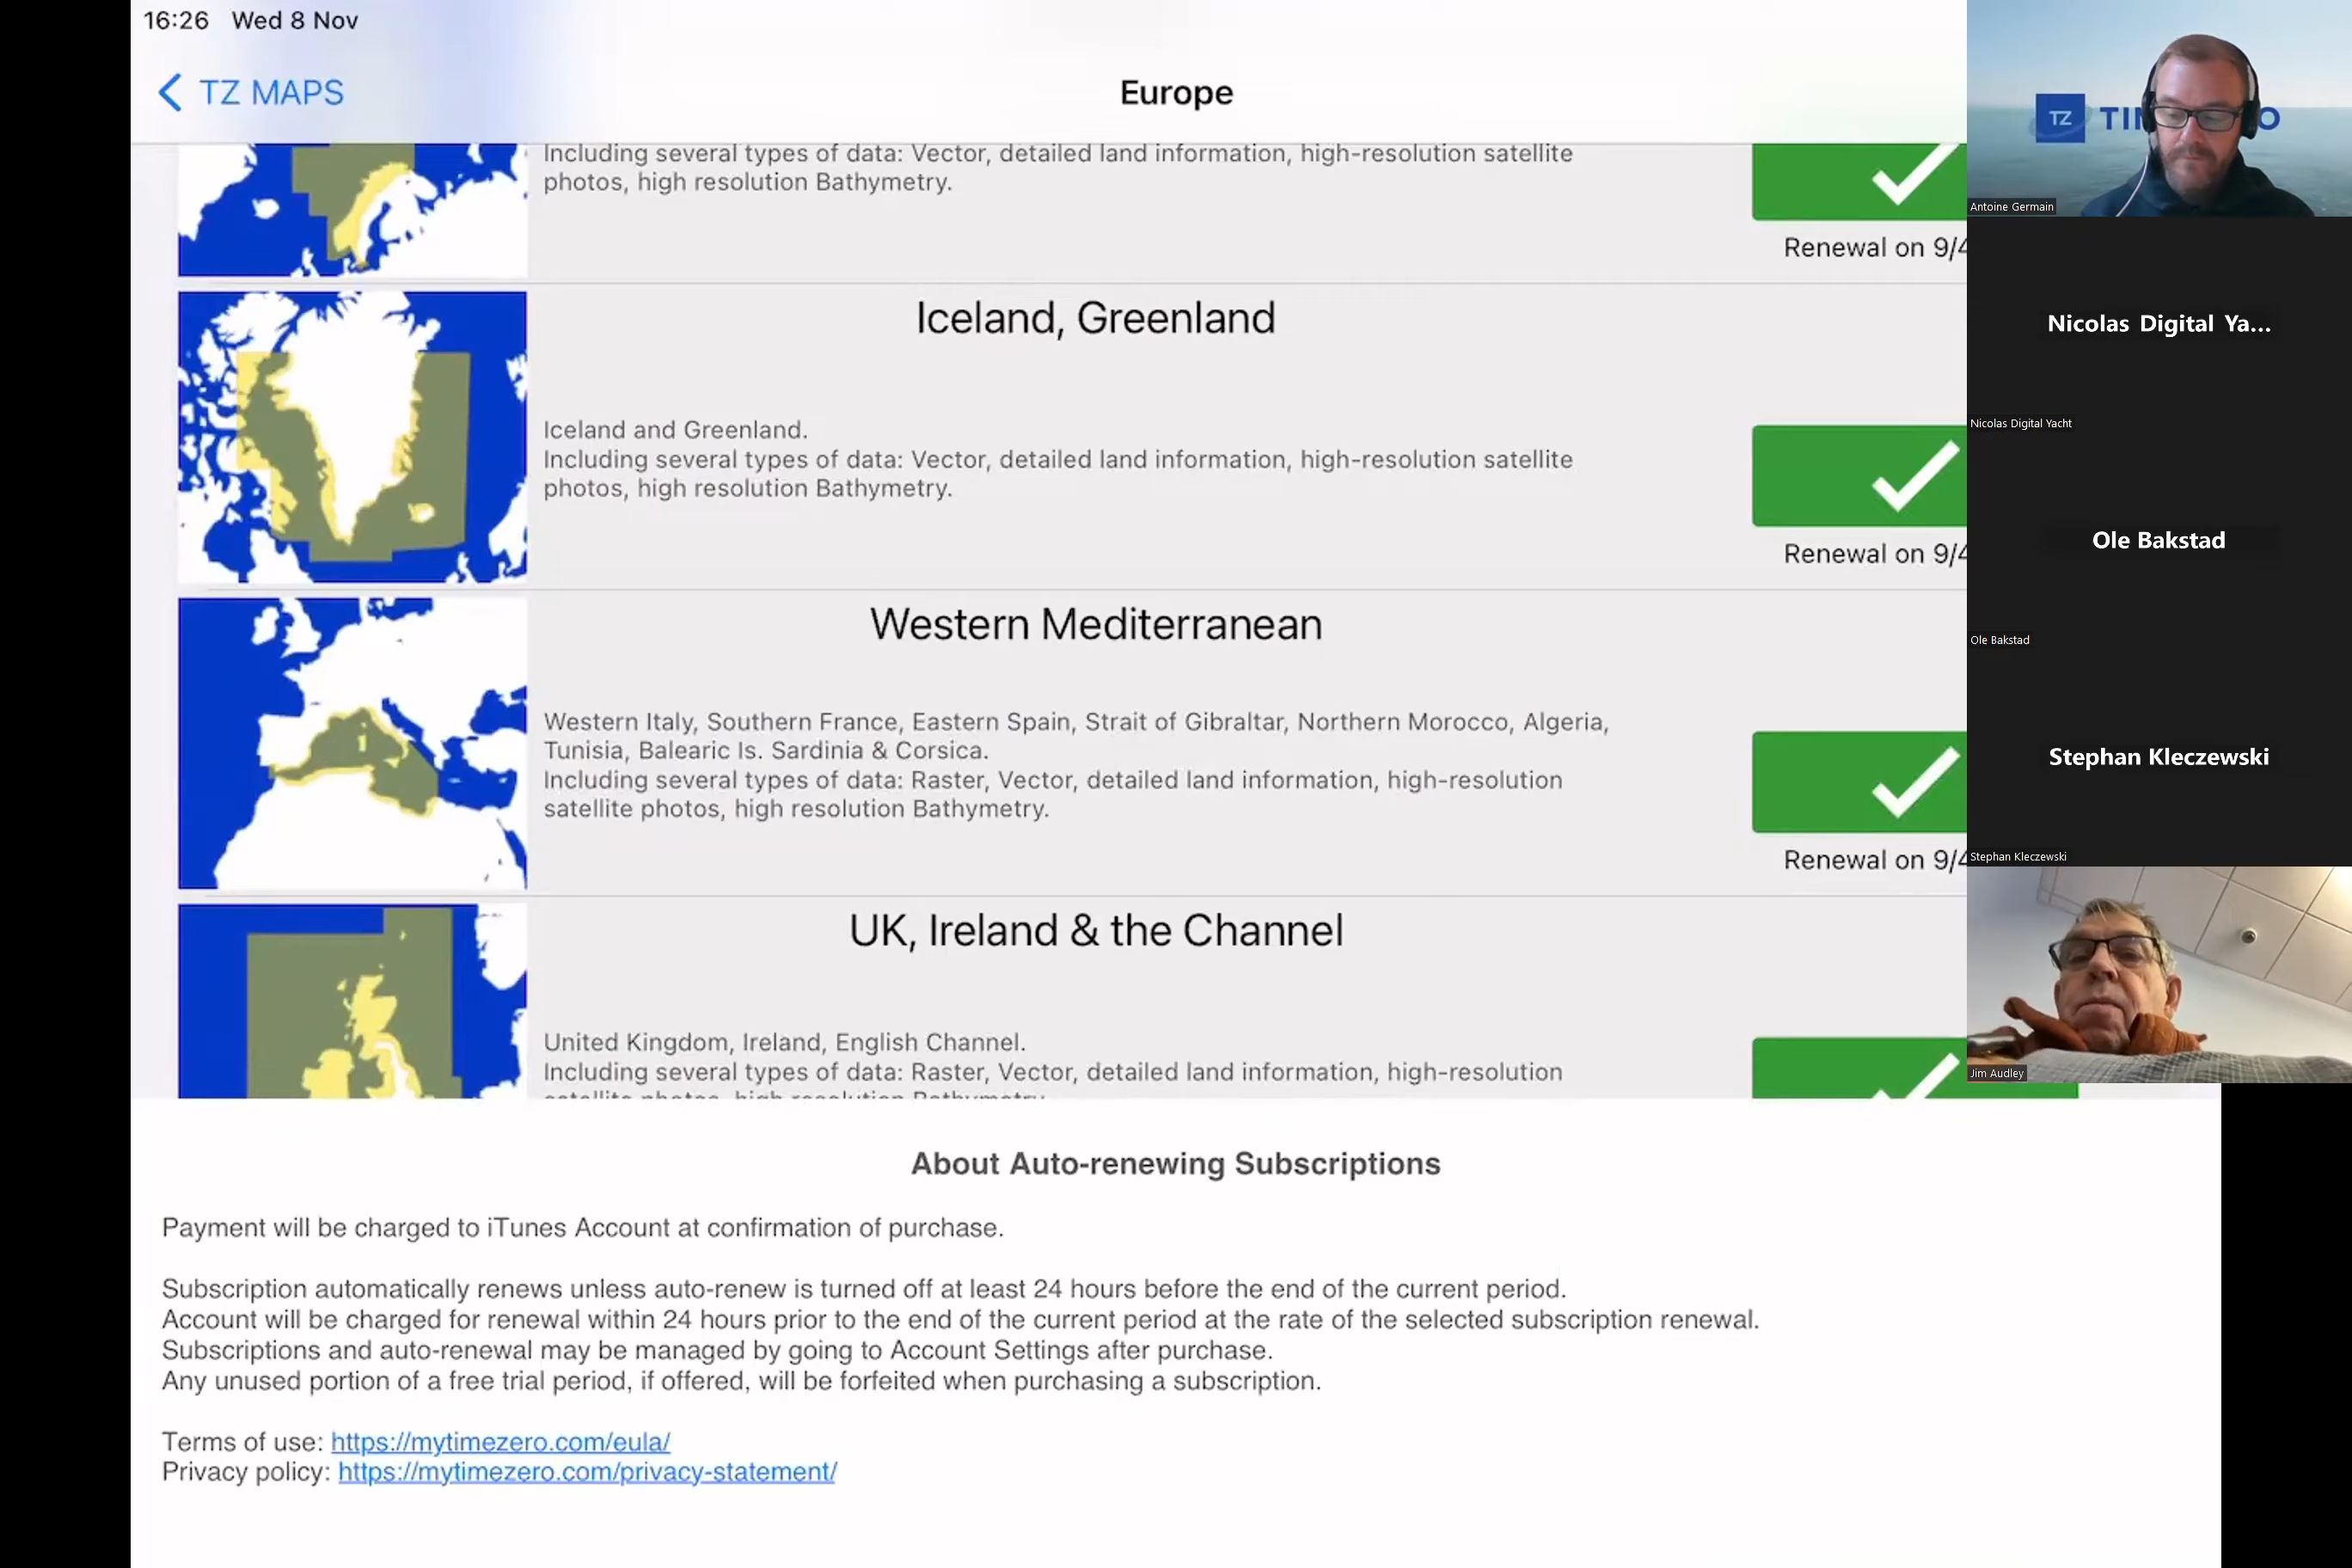 16:26 Wed 8 Nov
TZ MAPS
Europe
Including several types of data: Vector, detailed land information, high-resolution satellite
photos, high resolution Bathymetry.
Renewal on 9/4
Iceland, Greenland
Iceland and Greenland.
Including several types of data: Vector, detailed land information, high-resolution satellite
photos, high resolution Bathymetry.
Renewal on 9/4
Western Mediterranean
Western Italy, Southern France, Eastern Spain, Strait of Gibraltar, Northern Morocco, Algeria,
Tunisia, Balearic Is. Sardinia & Corsica.
Including several types of data: Raster, Vector, detailed land information, high-resolution
satellite photos, high resolution Bathymetry.
Renewal on 9/4
UK, Ireland & the Channel
United Kingdom, Ireland, English Channel.
Including several types of data: Raster, Vector, detailed land information, high-resolution
satellite photos, high resolution Bathymetry.
About Auto-renewing Subscriptions
Payment will be charged to iTunes Account at confirmation of purchase.
Subscription automatically renews unless auto-renew is turned off at least 24 hours before the end of the current period.
Account will be charged for renewal within 24 hours prior to the end of the current period at the rate of the selected subscription renewal.
Subscriptions and auto-renewal may be managed by going to Account Settings after purchase.
Any unused portion of a free trial period, if offered, will be forfeited when purchasing a subscription.
Terms of use: https://mytimezero.com/eula/
Privacy policy: https://mytimezero.com/privacy-statement/
TZ
Antoine Germain
Nicolas Digital Ya...
Nicolas Digital Yacht
Ole Bakstad
Ole Bakstad
Stephan Kleczewski
Stephan Kleczewski
Jim Audley